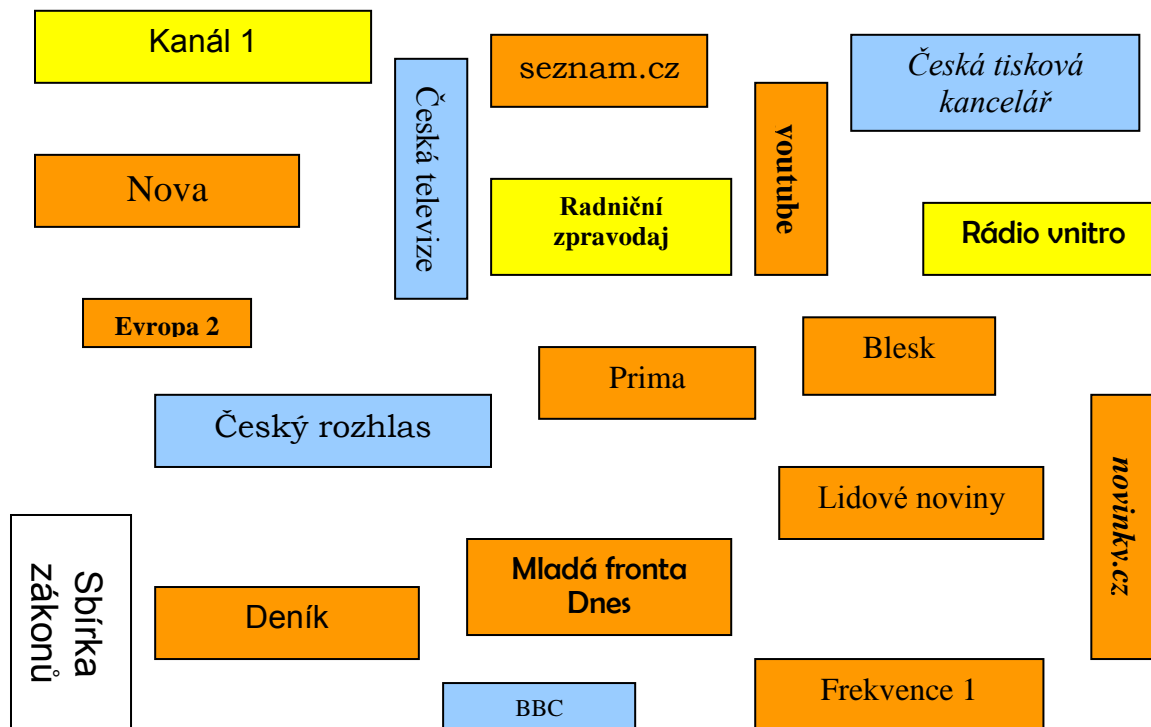 Kanál 1
seznam.cz
Česká tisková
kancelář
Česká televize
youtube
Nova
Radniční
zpravodaj
Rádio vnitro
Evropa 2
Blesk
Prima
Český rozhlas
novinky.cz
Lidové noviny
Sbírka
zákonů
Mladá fronta
Dnes
Deník
Frekvence 1
BBC